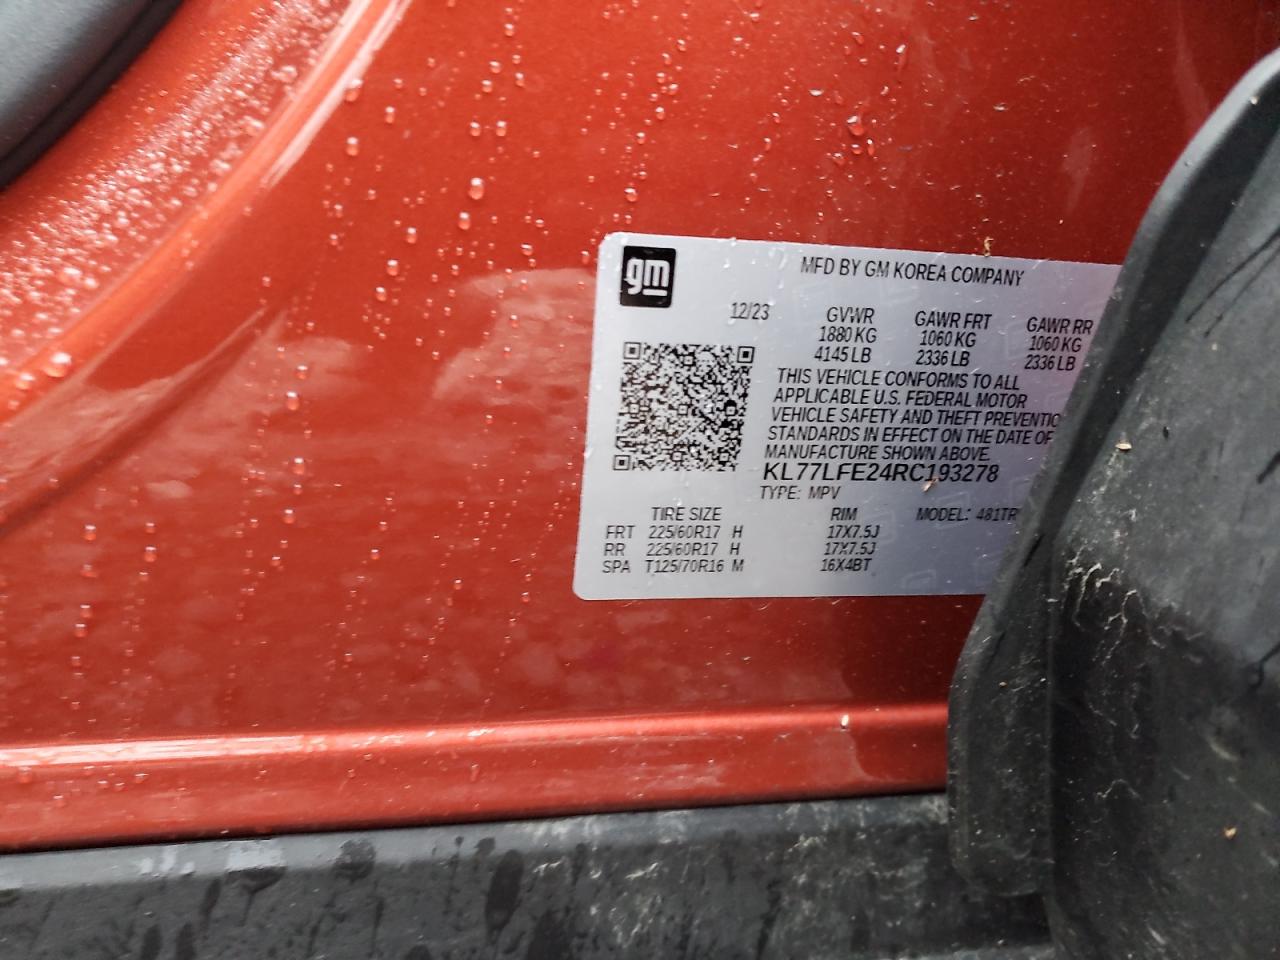 gm
MFD BY GM KOREA COMPANY
12/23 GVWR GAWR FRT GAWR RR
1880 KG 1060 KG 1060 KG
4145 LB 2336 LB 2336 LB
THIS VEHICLE CONFORMS TO ALL
APPLICABLE U.S. FEDERAL MOTOR
VEHICLE SAFETY AND THEFT PREVENTIO
STANDARDS IN EFFECT ON THE DATE OF
MANUFACTURE SHOWN ABOVE.
KL77LFE24RC193278
TYPE: MPV
TIRE SIZE RIM MODEL: 481TR
FRT 225/60R17 H 17X7.5J
RR 225/60R17 H 17X7.5J
SPA T125/70R16 M 16X4BT